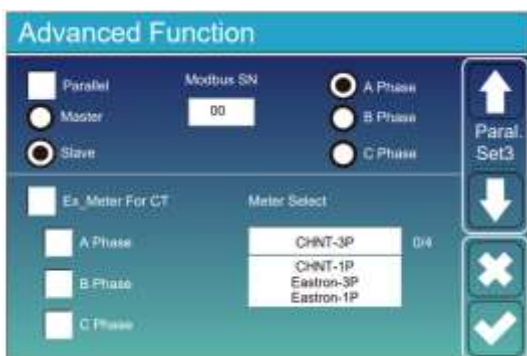 Advanced Function
Parallel
Master
Slave
Modbus SN
00
A Phase
B Phase
C Phase
Paral.
Set3
Ex_Meter For CT
A Phase
B Phase
C Phase
Meter Select
CHNT-3P
0/4
CHNT-1P
Eastron-3P
Eastron-1P